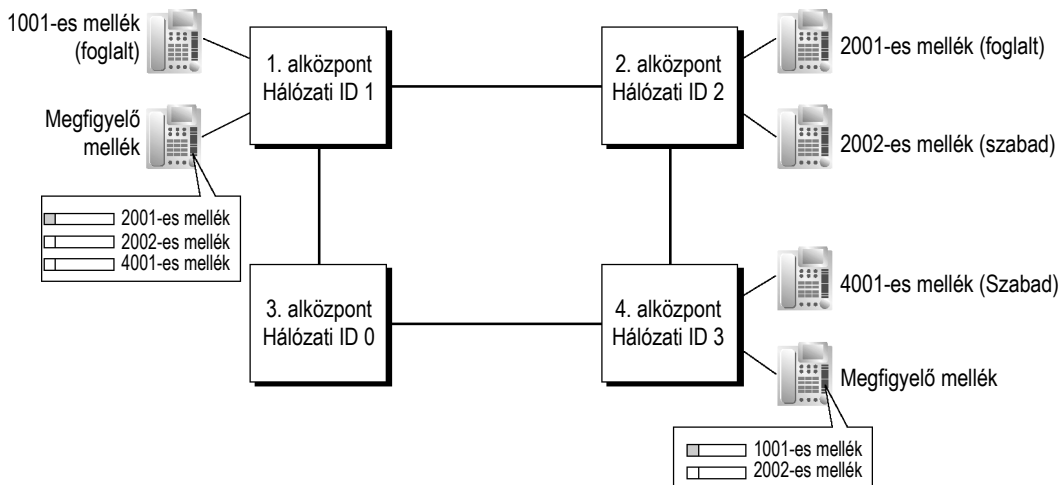 1001-es mellék
(foglalt)
Megfigyelő
mellék
2001-es mellék
2002-es mellék
4001-es mellék
1. alközpont
Hálózati ID 1
2. alközpont
Hálózati ID 2
2001-es mellék (foglalt)
2002-es mellék (szabad)
3. alközpont
Hálózati ID 0
4. alközpont
Hálózati ID 3
4001-es mellék (Szabad)
Megfigyelő mellék
1001-es mellék
2002-es mellék